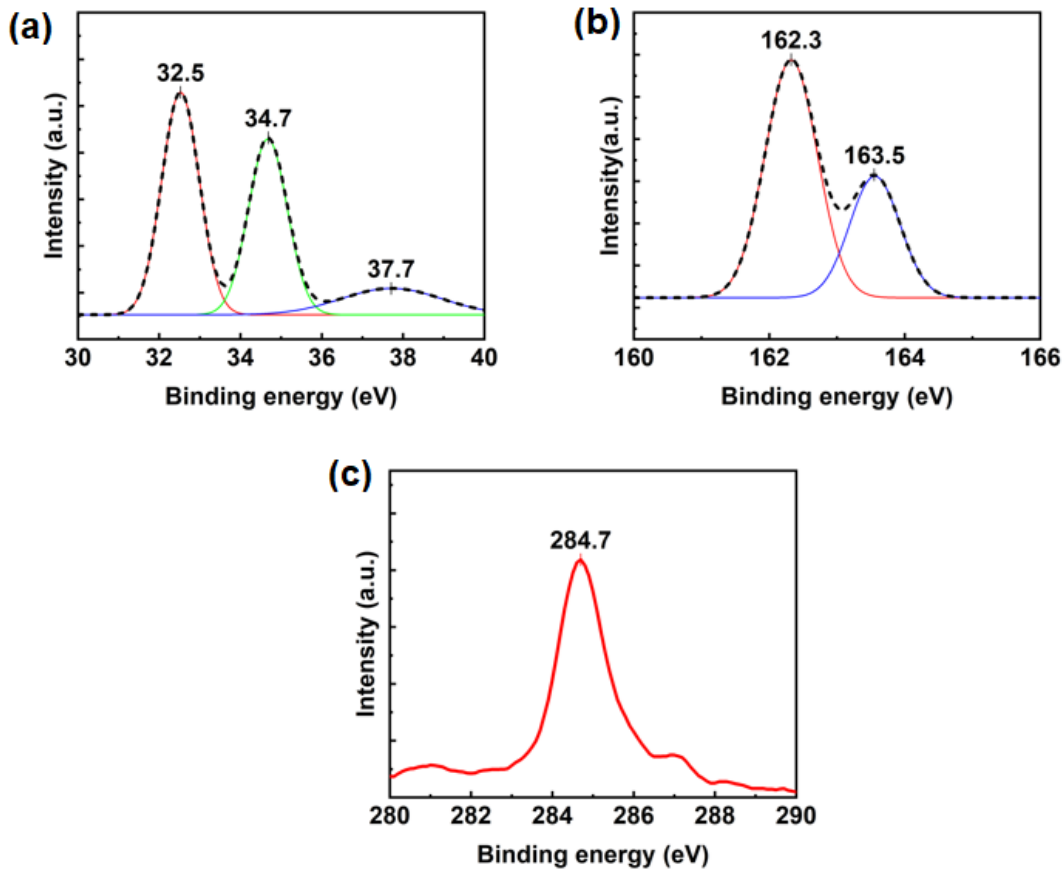 (a)
32.5
34.7
37.7
Intensity (a.u.)
30 32 34 36 38 40
Binding energy (eV)
(b)
162.3
163.5
Intensity(a.u.)
160 162 164 166
Binding energy (eV)
(c)
284.7
Intensity (a.u.)
280 282 284 286 288 290
Binding energy (eV)